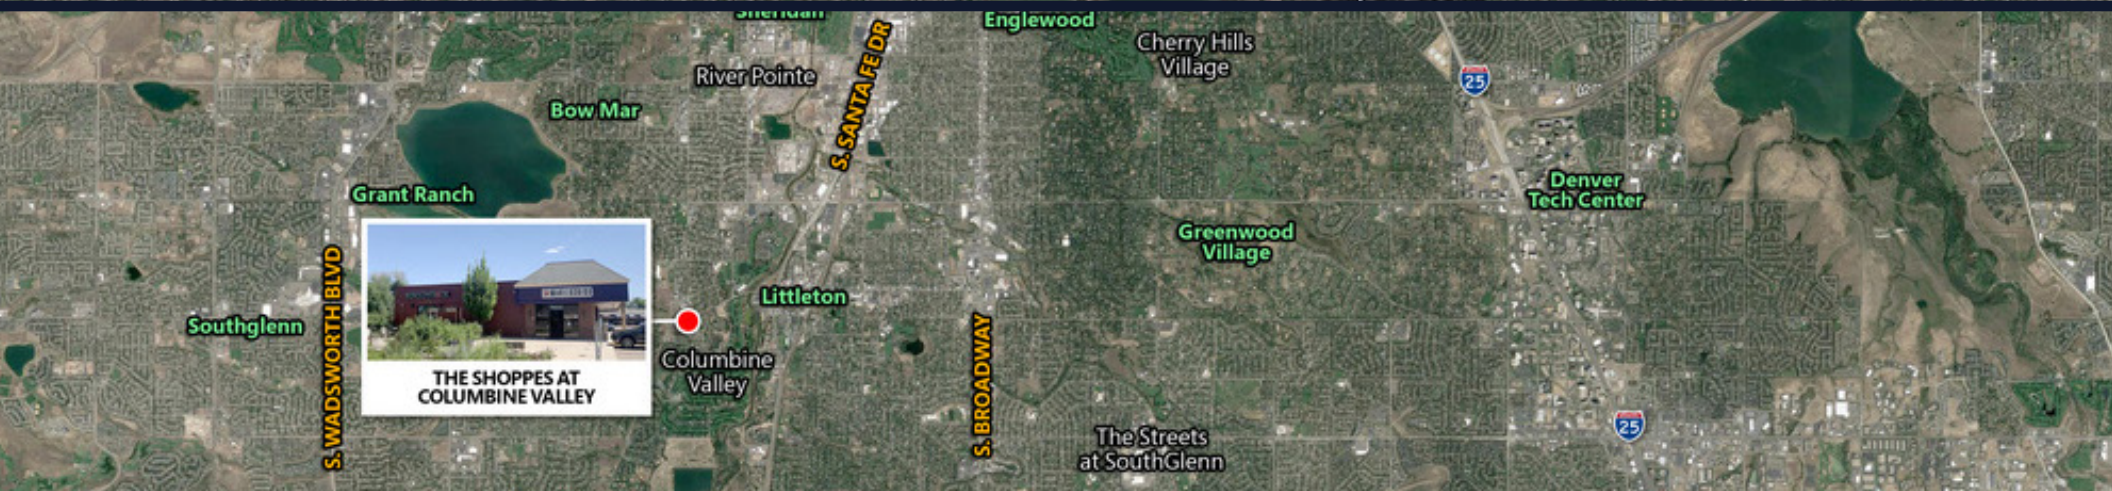 Sheridan
Englewood
Cherry Hills
Village
River Pointe
S. SANTA FE DR
25
Bow Mar
Grant Ranch
Denver
Tech Center
Greenwood
Village
Littleton
Southglenn
S. WADSWORTH BLVD
THE SHOPPES AT
COLUMBINE VALLEY
Columbine
Valley
S. BROADWAY
The Streets
at SouthGlenn
25